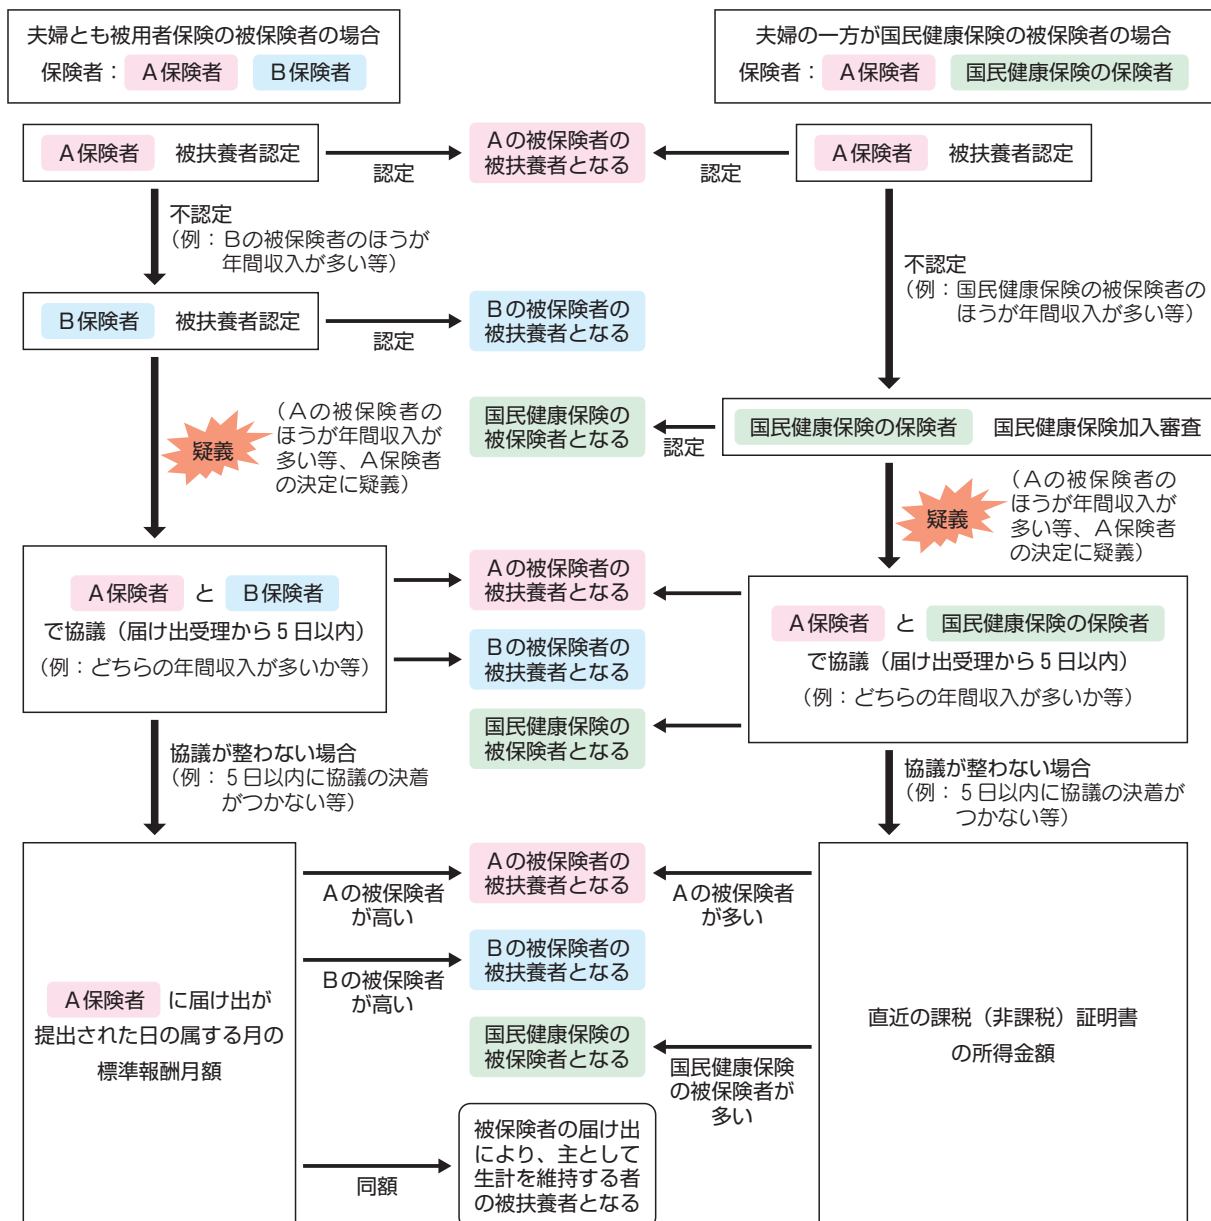 夫婦とも被用者保険の被保険者の場合
保険者： A保険者 B保険者
夫婦の一方が国民健康保険の被保険者の場合
保険者： A保険者 国民健康保険の保険者
A保険者 被扶養者認定
認定
Aの被保険者の
被扶養者となる
認定
A保険者 被扶養者認定
不認定
（例：Bの被保険者のほうが
年間収入が多い等）
不認定
（例：国民健康保険の被保険者の
ほうが年間収入が多い等）
B保険者 被扶養者認定
認定
Bの被保険者の
被扶養者となる
疑義
（Aの被保険者の
ほうが年間収入が
多い等、A保険者
の決定に疑義）
国民健康保険の
被保険者となる
認定
国民健康保険の保険者 国民健康保険加入審査
疑義
（Aの被保険者の
ほうが年間収入が
多い等、A保険者
の決定に疑義）
A保険者 と B保険者
で協議（届け出受理から5日以内）
（例：どちらの年間収入が多いか等）
Aの被保険者の
被扶養者となる
Bの被保険者の
被扶養者となる
国民健康保険の
被保険者となる
A保険者 と 国民健康保険の保険者
で協議（届け出受理から5日以内）
（例：どちらの年間収入が多いか等）
協議が整わない場合
（例：5日以内に協議の決着
がつかない等）
協議が整わない場合
（例：5日以内に協議の決着が
つかない等）
A保険者 に届け出が
提出された日の属する月の
標準報酬月額
Aの被保険者
が高い
Aの被保険者の
被扶養者となる
Aの被保険者
が多い
Bの被保険者
が高い
Bの被保険者の
被扶養者となる
国民健康保険の
被保険者となる
国民健康保険
の被保険者が
多い
同額
被保険者の届け出
により、主として
生計を維持する者
の被扶養者となる
直近の課税（非課税）証明書
の所得金額